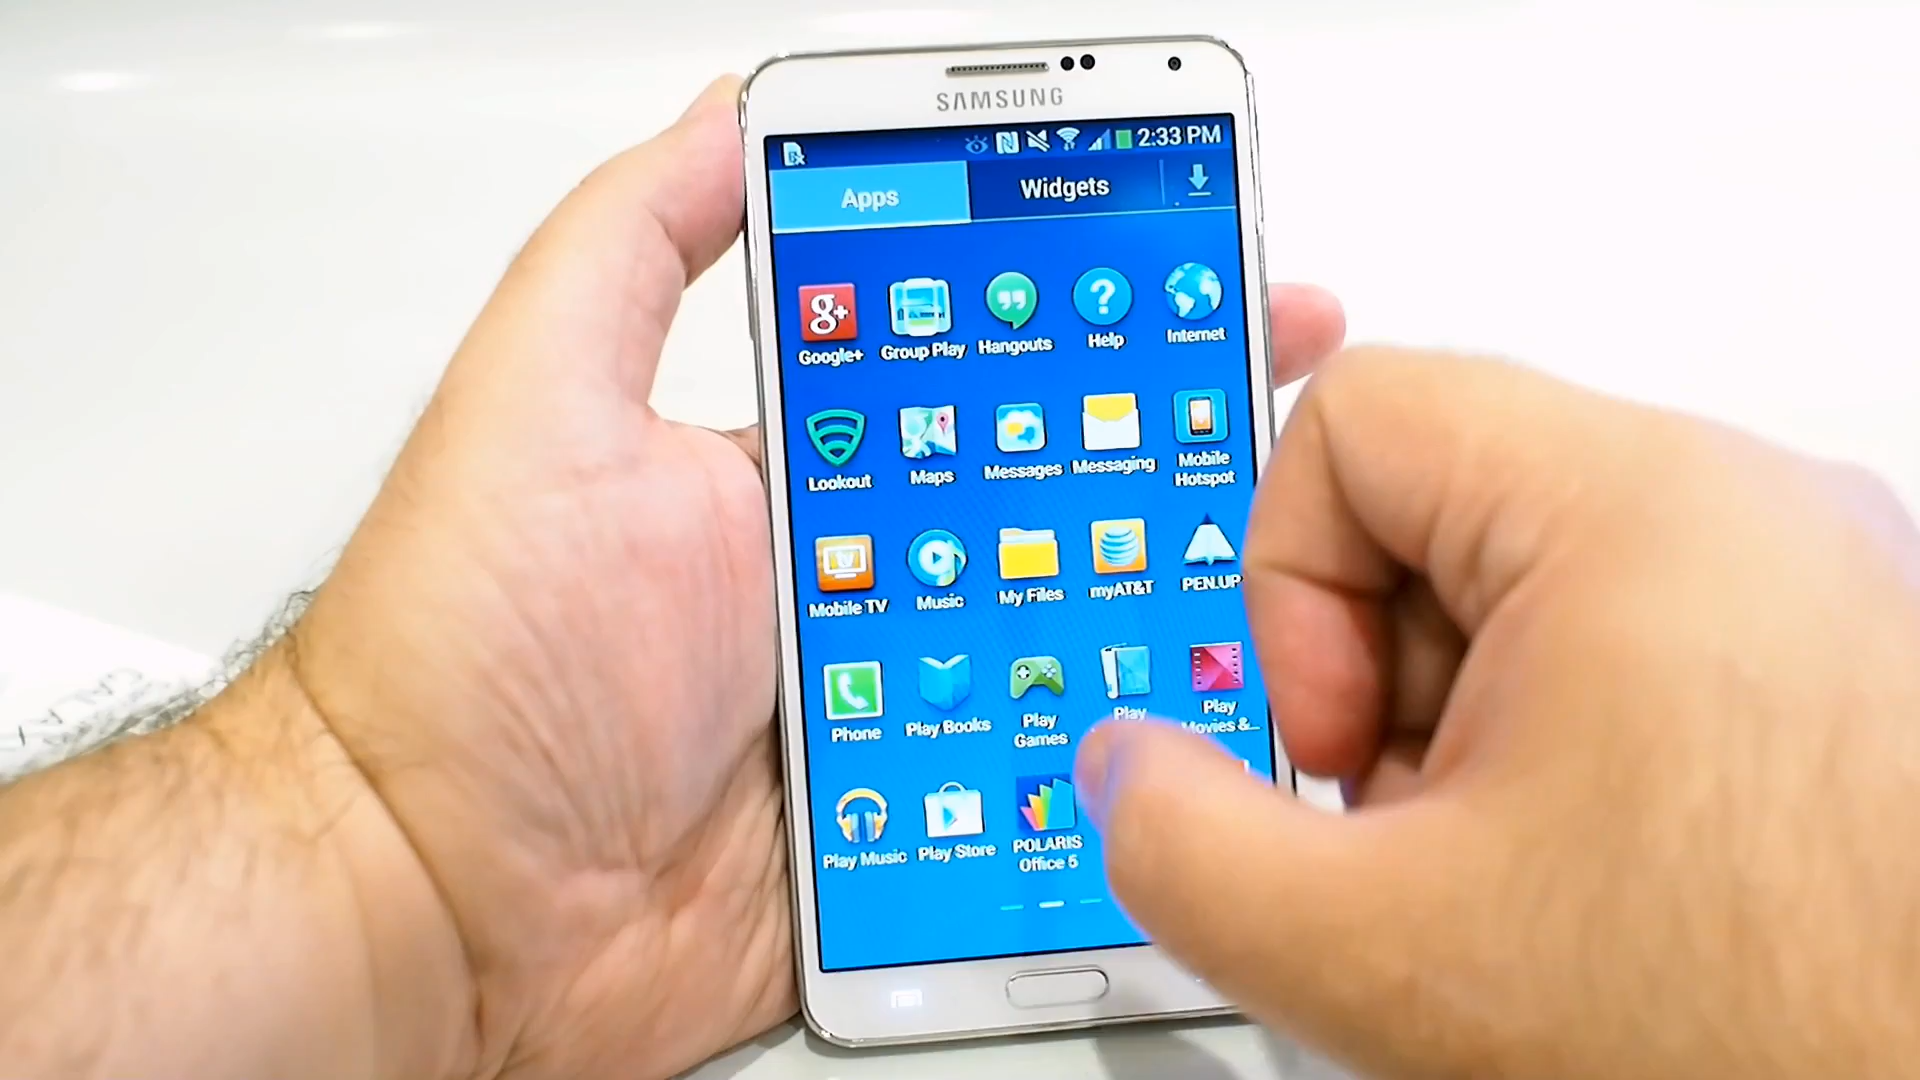 SAMSUNG
2:33 PM
Apps
Widgets
g+
Google+
Group Play
Hangouts
?
Help
Internet
Lookout
Maps
Messages
Messaging
Mobile
Hotspot
tv
Mobile TV
Music
My Files
myAT&T
PEN.UP
Phone
Play Books
Play
Games
Play
Play
Movies &...
Play Music
Play Store
POLARIS
Office 5